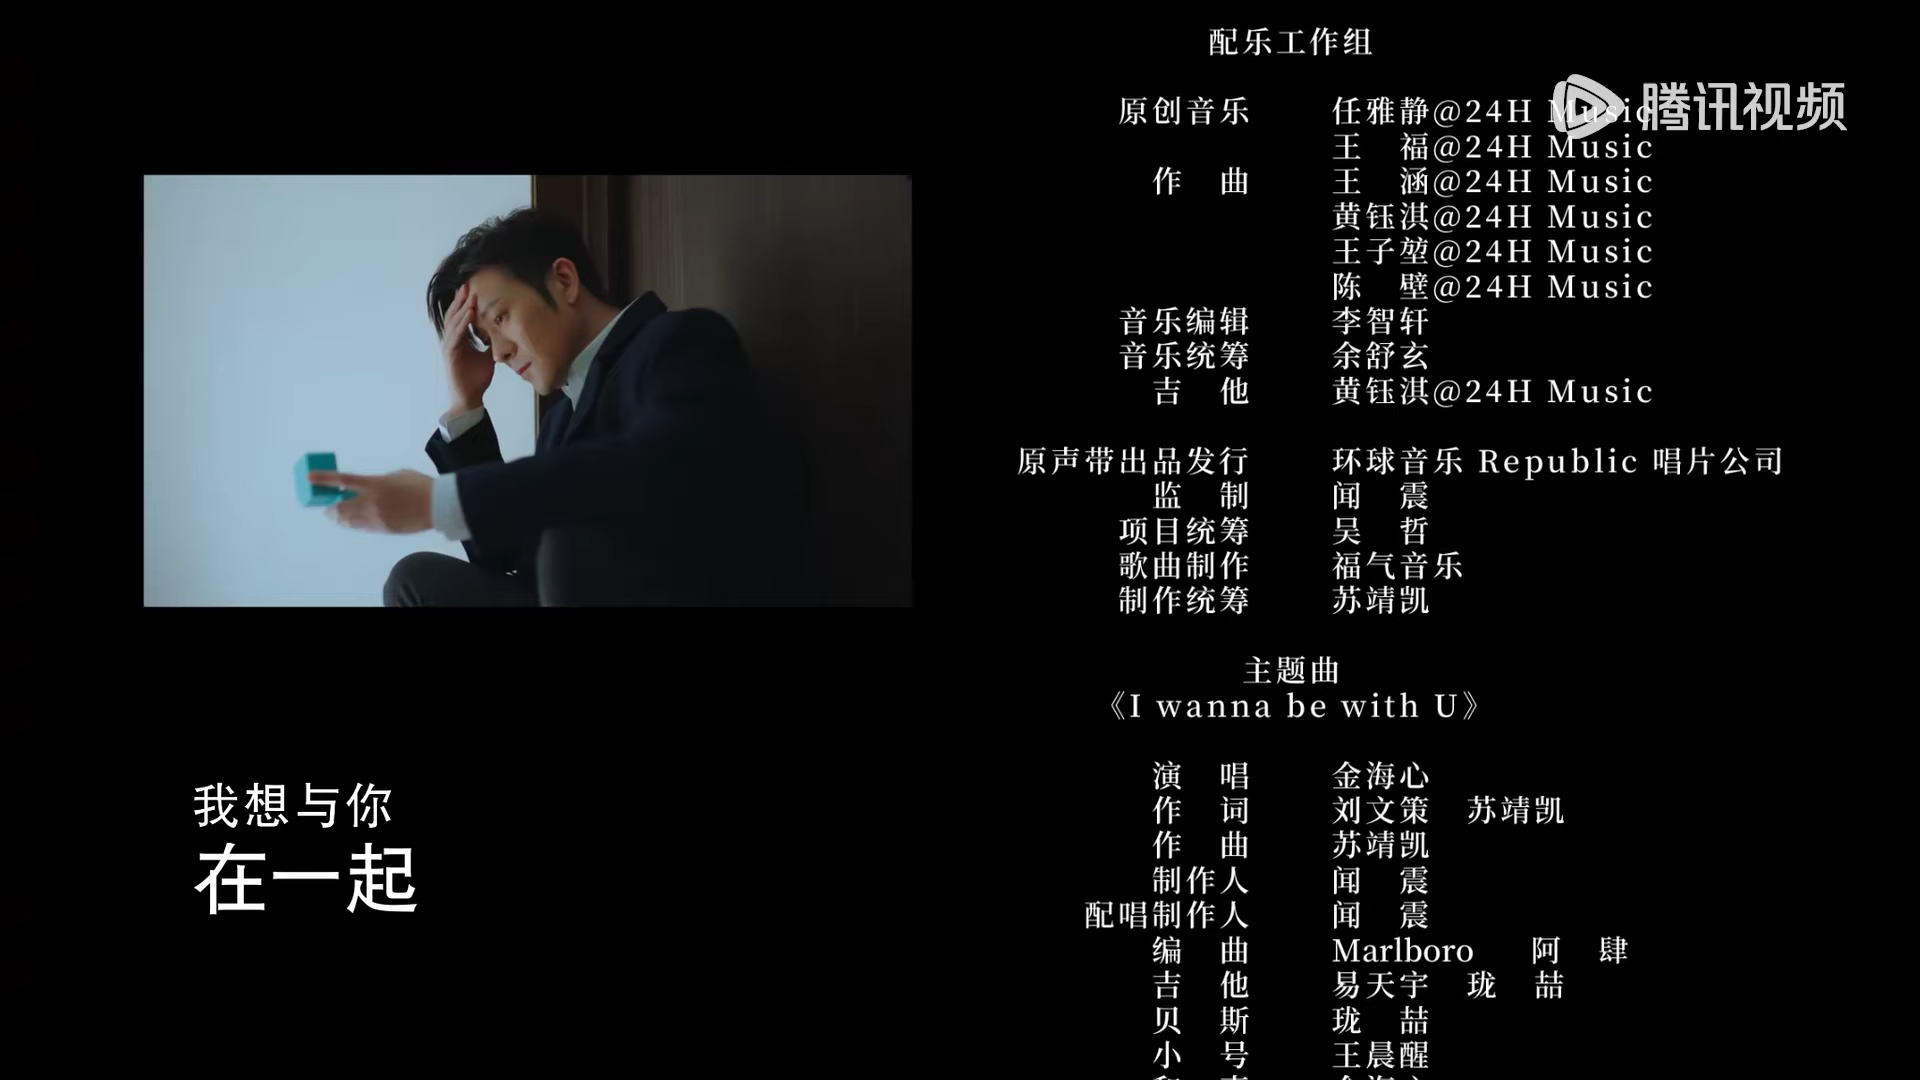 配乐工作组
腾讯视频
原创音乐 任雅静@24H Music
王 福@24H Music
作 曲 王 涵@24H Music
黄钰淇@24H Music
王子堃@24H Music
陈 壁@24H Music
音乐编辑 李智轩
音乐统筹 余舒玄
吉 他 黄钰淇@24H Music
原声带出品发行 环球音乐 Republic 唱片公司
监 制 闻 震
项目统筹 吴 哲
歌曲制作 福气音乐
制作统筹 苏靖凯
主题曲
《I wanna be with U》
演 唱 金海心
作 词 刘文策 苏靖凯
作 曲 苏靖凯
制作人 闻 震
配唱制作人 闻 震
编 曲 Marlboro 阿 肆
吉 他 易天宇 珑 喆
贝 斯 珑 喆
小 号 王晨醒
我想与你
在一起